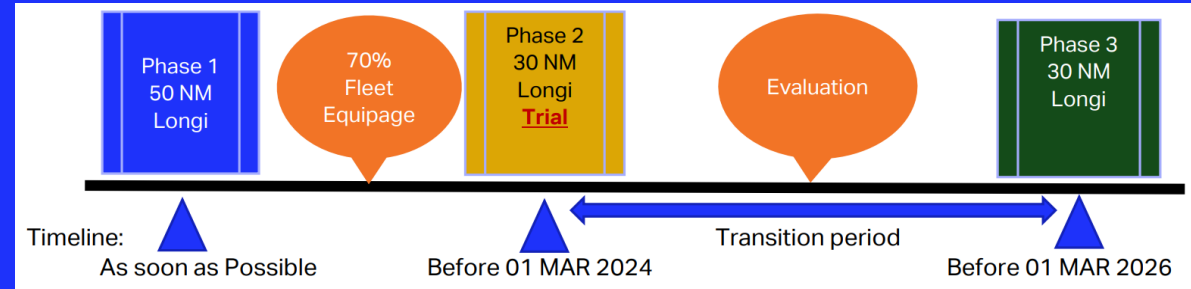 Phase 1
50 NM
Longi
70%
Fleet
Equipage
Phase 2
30 NM
Longi
Trial
Evaluation
Phase 3
30 NM
Longi
Timeline:
As soon as Possible
Before 01 MAR 2024
Transition period
Before 01 MAR 2026